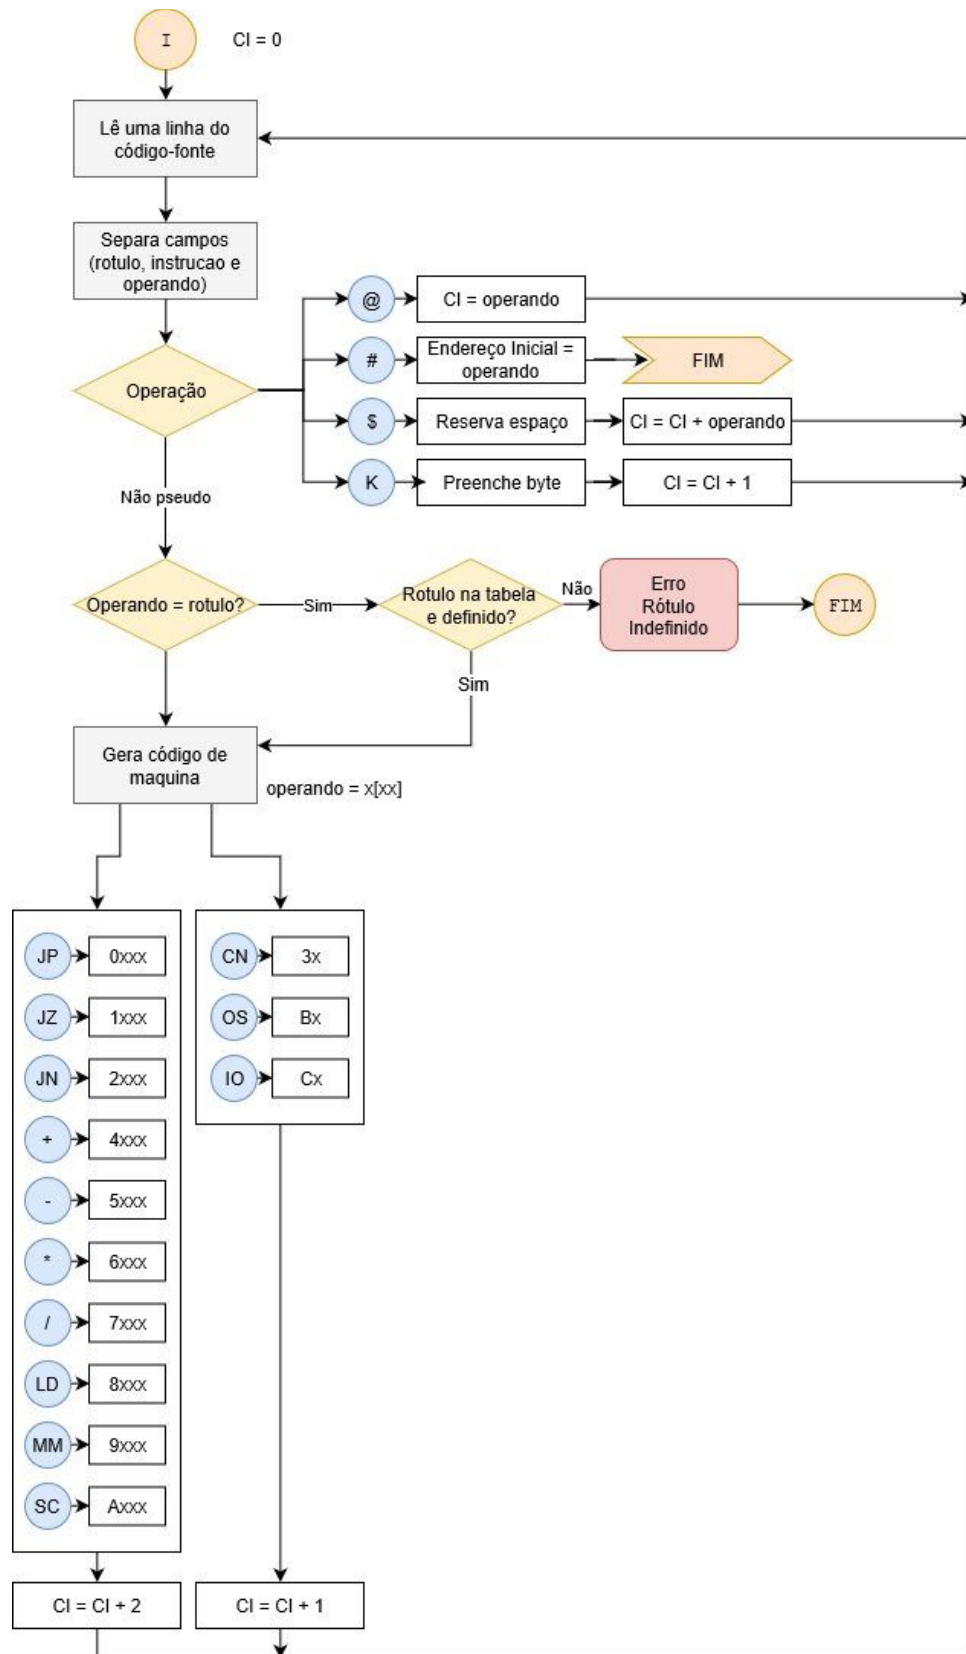 I
CI = 0
Lê uma linha do
código-fonte
Separa campos
(rotulo, instrucao e
operando)
@
CI = operando
#
Endereço Inicial =
operando
FIM
Operação
$
Reserva espaço
CI = CI + operando
K
Preenche byte
CI = CI + 1
Não pseudo
Operando = rotulo?
Sim
Rotulo na tabela
e definido?
Não
Erro
Rótulo
Indefinido
FIM
Sim
Gera código de
maquina
operando = x[xx]
JP
0xxx
JZ
1xxx
JN
2xxx
+
4xxx
-
5xxx
*
6xxx
/
7xxx
LD
8xxx
MM
9xxx
SC
Axxx
CI = CI + 2
CN
3x
OS
Bx
IO
Cx
CI = CI + 1